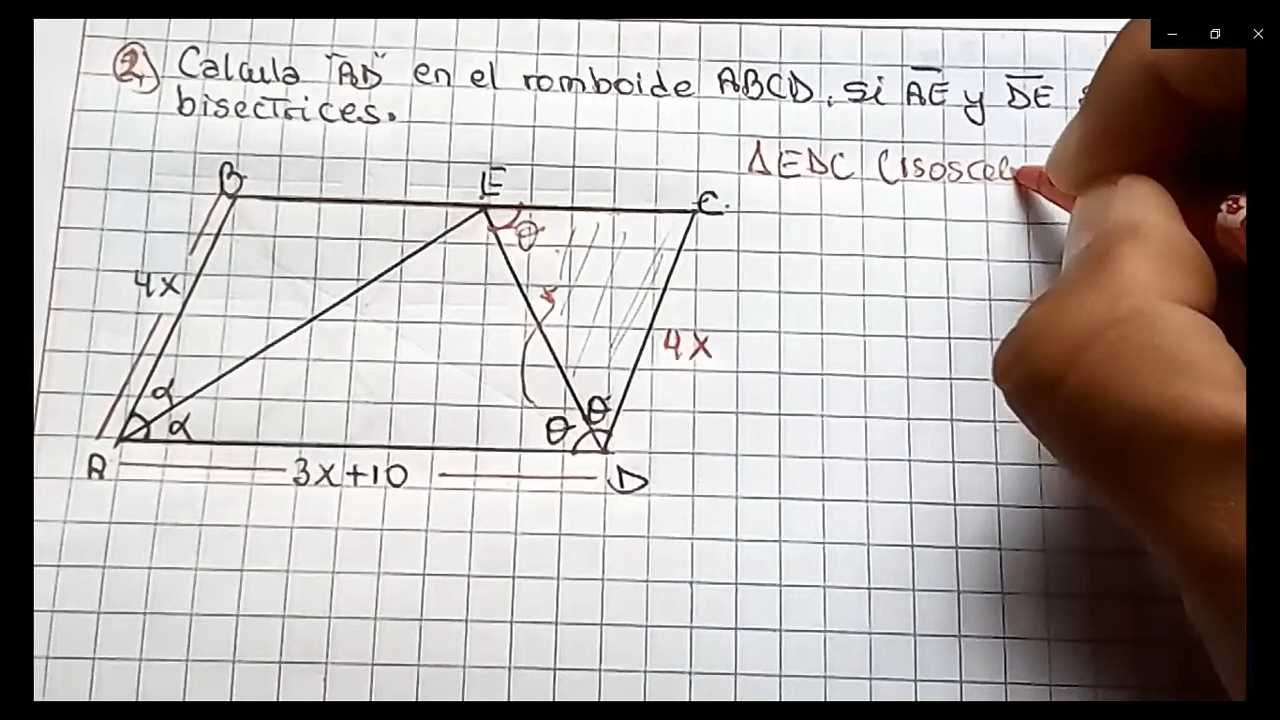 2) Calcula "AD" en el romboide ABCD, si AE y DE
bisectrices.
ΔEDC (Isoscel
B
E
C.
θ
4x
4x
α
α
θ
θ
A
3x+10
D